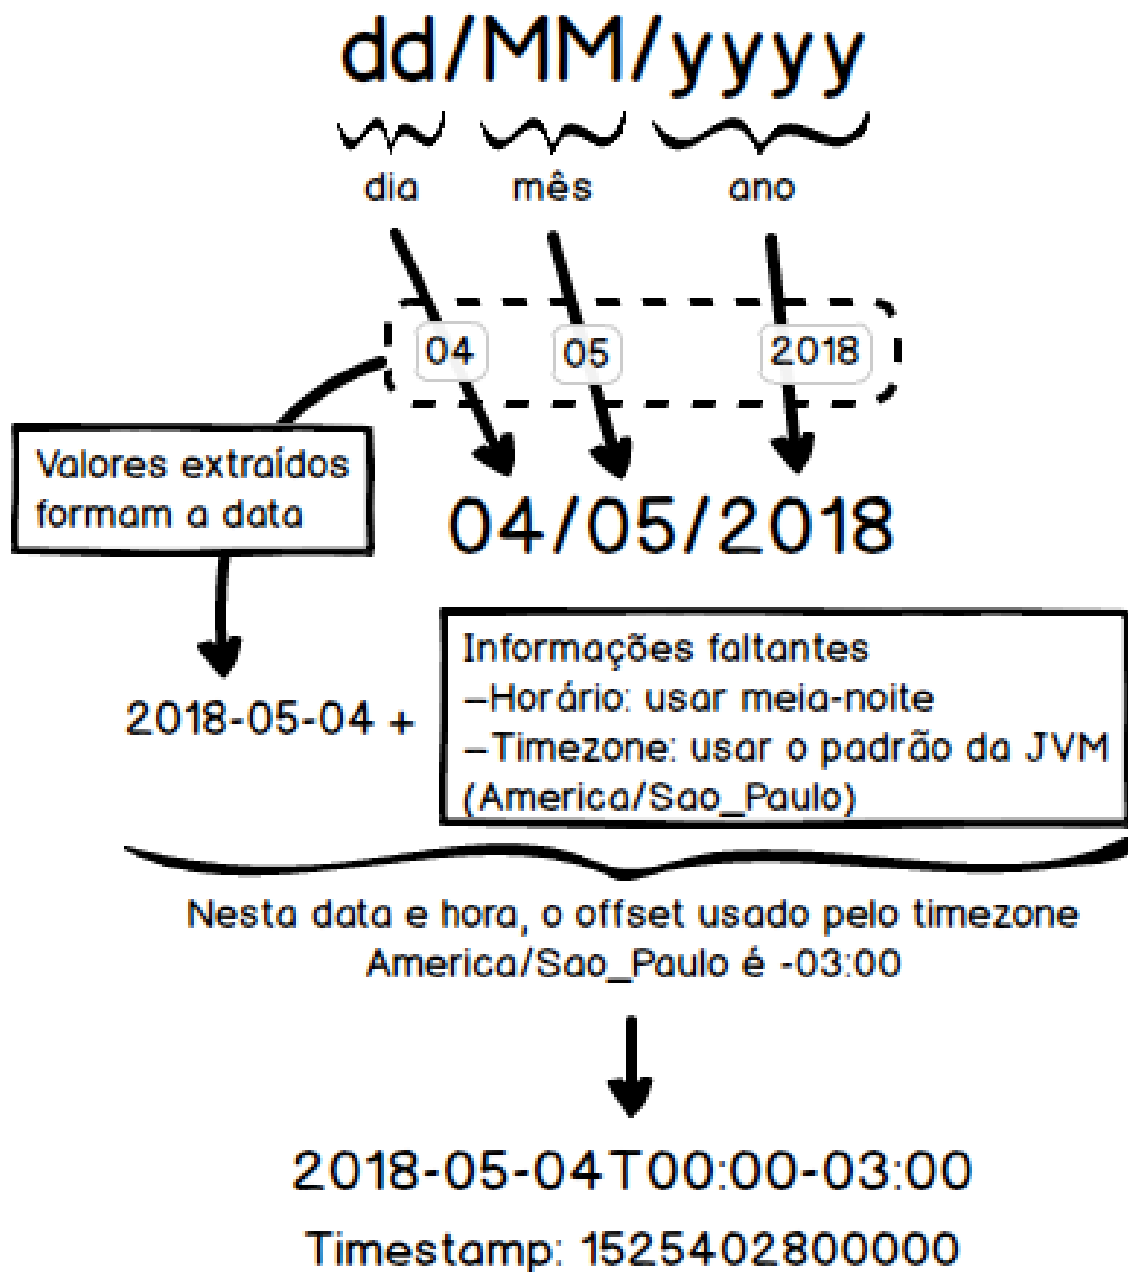 dd/MM/yyyy
dia mês ano
04 05 2018
Valores extraídos
formam a data
04/05/2018
2018-05-04 +
Informações faltantes
–Horário: usar meia-noite
–Timezone: usar o padrão da JVM
(America/Sao_Paulo)
Nesta data e hora, o offset usado pelo timezone
America/Sao_Paulo é -03:00
2018-05-04T00:00-03:00
Timestamp: 1525402800000